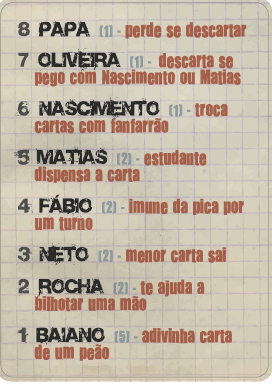 8 PAPA (1) - perde se descartar
7 OLIVEIRA (1) - descarta se
pego com Nascimento ou Matias
6 NASCIMENTO (1) - troca
cartas com fanfarrão
5 MATIAS (2) - estudante
dispensa a carta
4 FÁBIO (2) - imune da pica por
um turno
3 NETO (2) - menor carta sai
2 ROCHA (2) - te ajuda a
bilhotar uma mão
1 BAIANO (5) - adivinha carta
de um peão